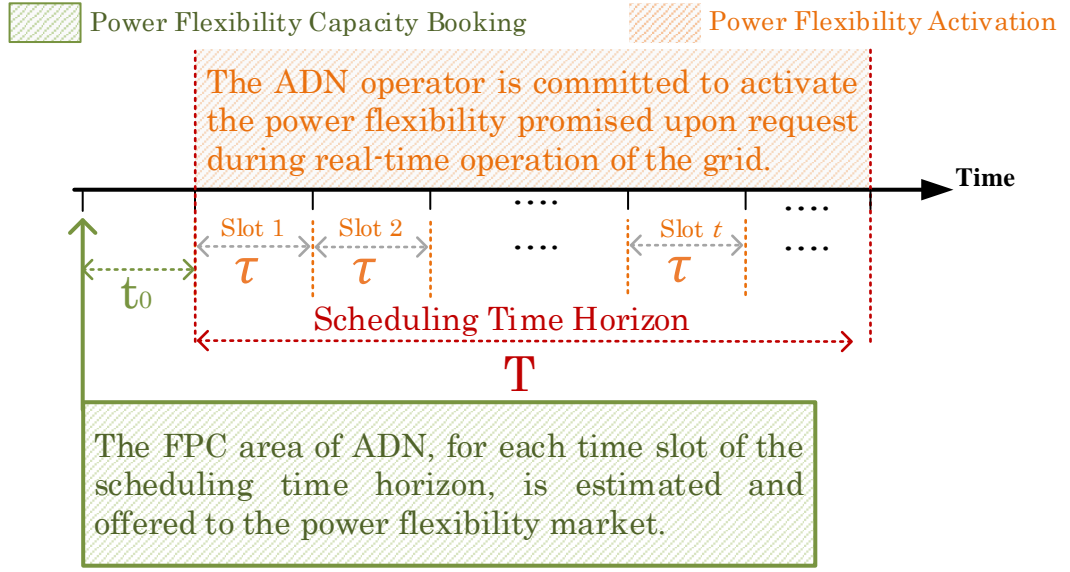 Power Flexibility Capacity Booking
Power Flexibility Activation
The ADN operator is committed to activate
the power flexibility promised upon request
during real-time operation of the grid.
Time
....
....
Slot 1
Slot 2
....
Slot t
....
τ
τ
τ
t0
Scheduling Time Horizon
T
The FPC area of ADN, for each time slot of the
scheduling time horizon, is estimated and
offered to the power flexibility market.